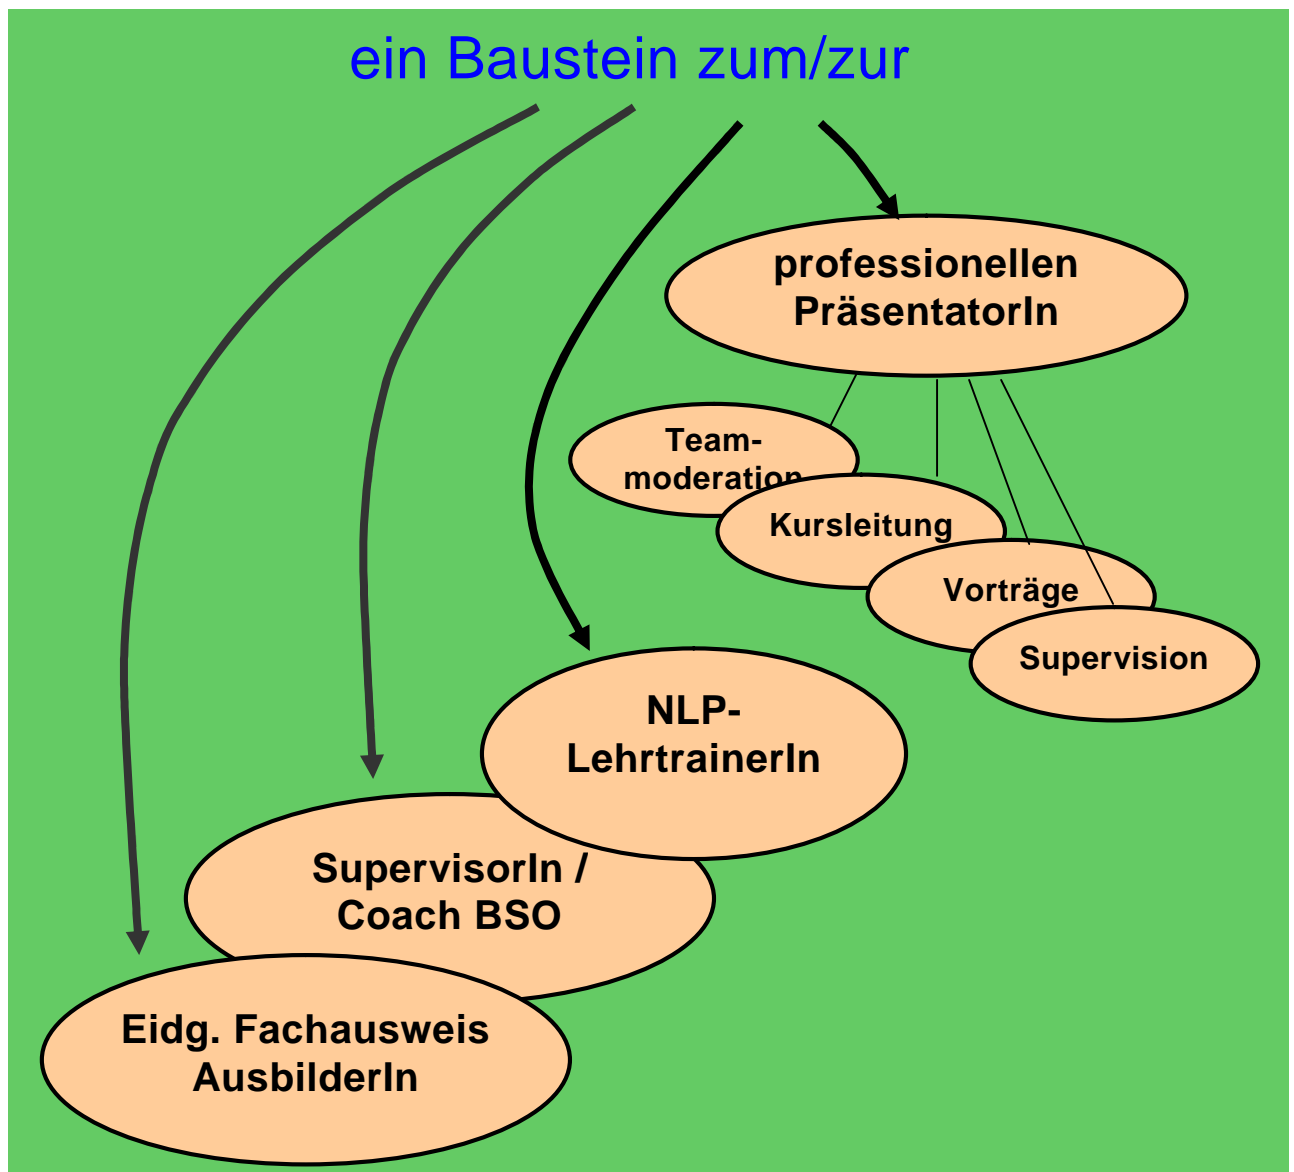 ein Baustein zum/zur
professionellen
PräsentatorIn
Team-
moderation
Kursleitung
Vorträge
Supervision
NLP-
LehrtrainerIn
SupervisorIn /
Coach BSO
Eidg. Fachausweis
AusbilderIn